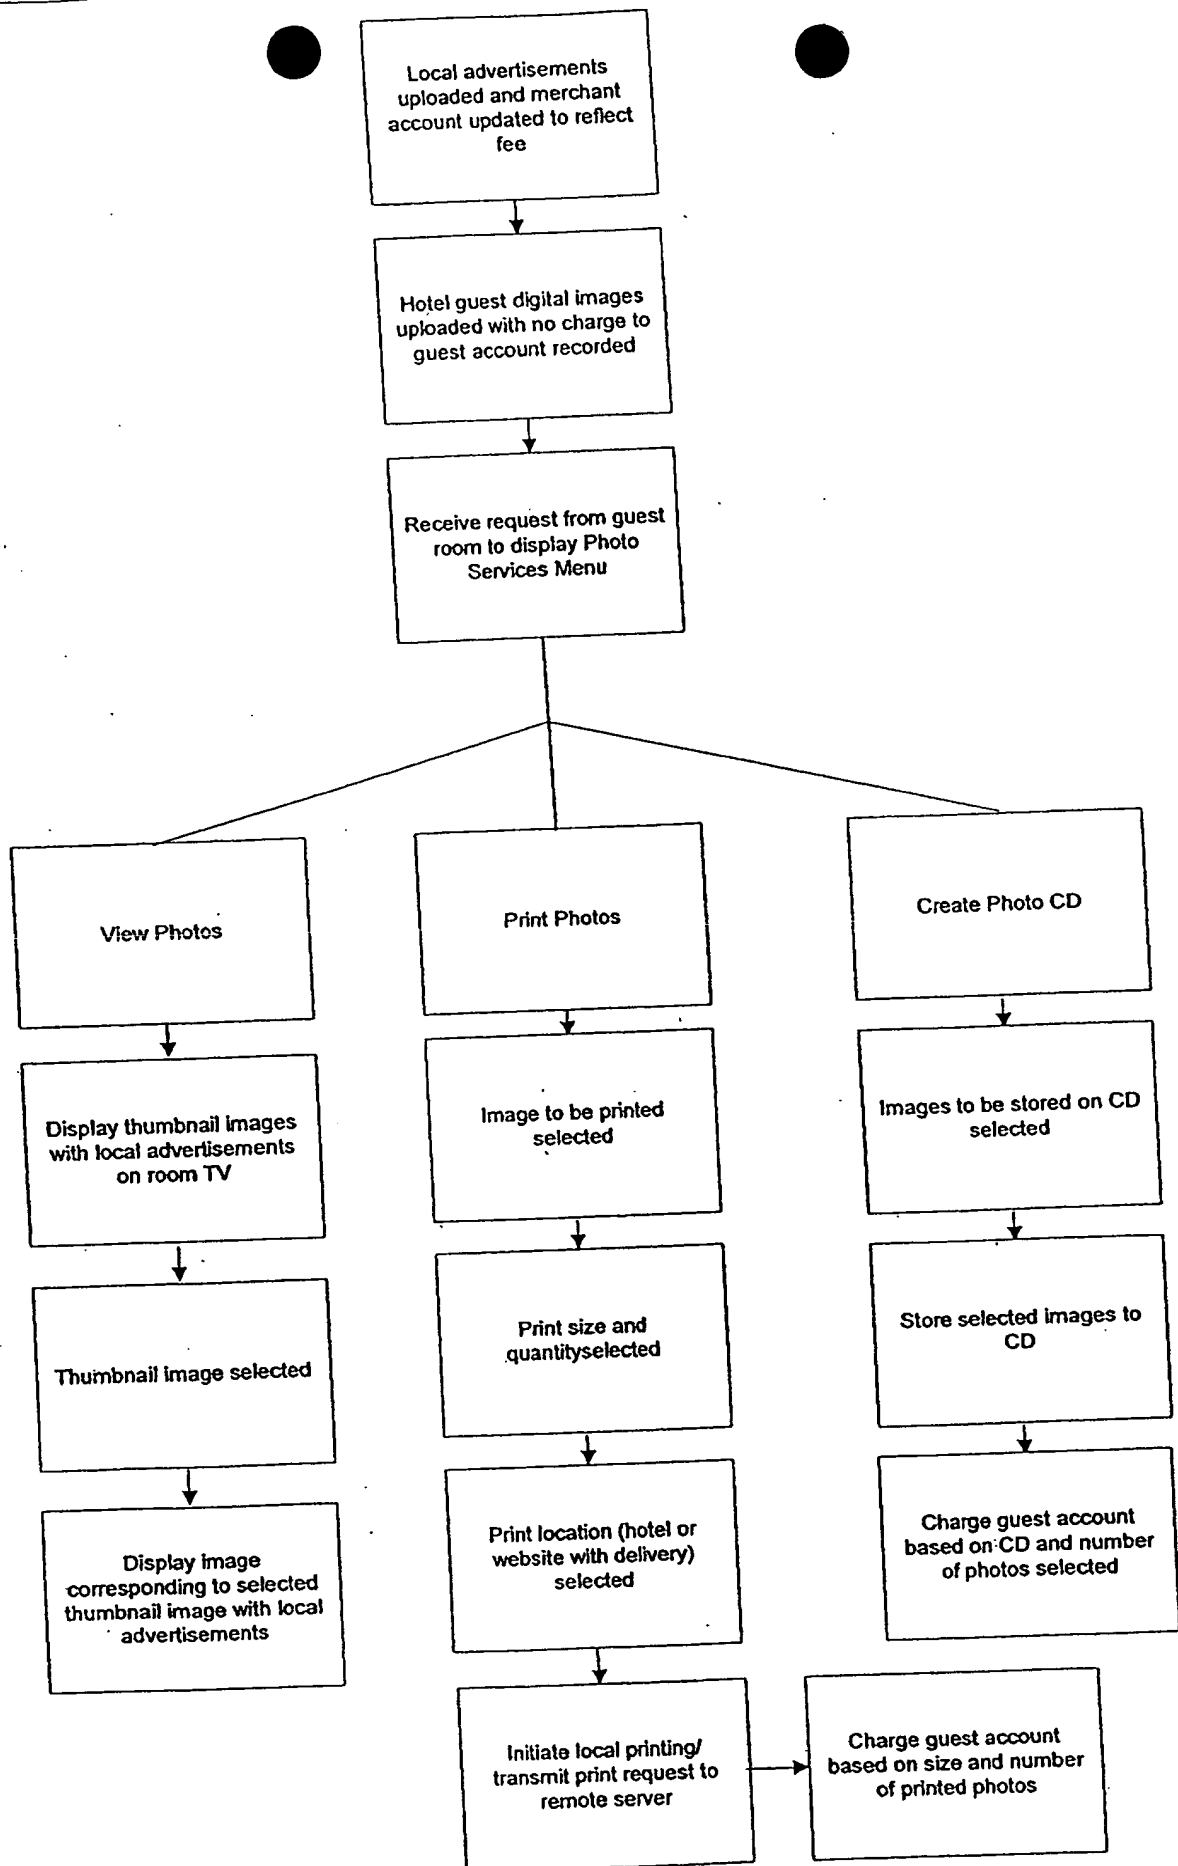 Local advertisements
uploaded and merchant
account updated to reflect
fee
Hotel guest digital images
uploaded with no charge to
guest account recorded
Receive request from guest
room to display Photo
Services Menu
View Photos
Display thumbnail images
with local advertisements
on room TV
Thumbnail image selected
Display image
corresponding to selected
thumbnail image with local
advertisements
Print Photos
Image to be printed
selected
Print size and
quantityselected
Print location (hotel or
website with delivery)
selected
Initiate local printing/
transmit print request to
remote server
Charge guest account
based on size and number
of printed photos
Create Photo CD
Images to be stored on CD
selected
Store selected images to
CD
Charge guest account
based on CD and number
of photos selected